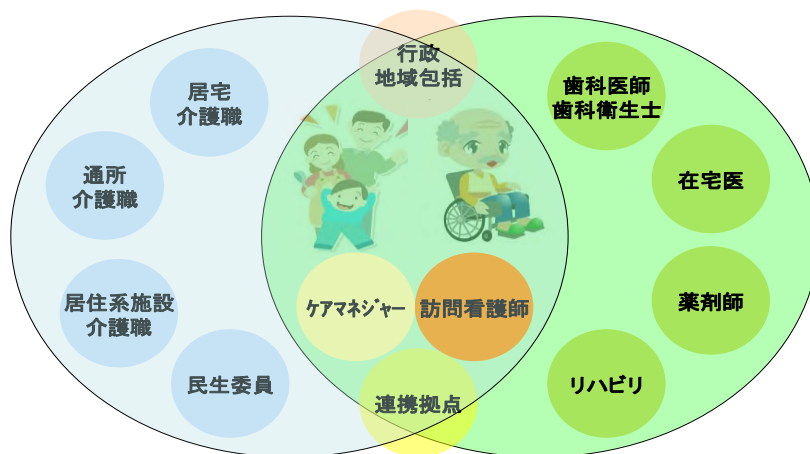 行政
地域包括
居宅
介護職
通所
介護職
居住系施設
介護職
民生委員
ケアマネジャー
訪問看護師
連携拠点
歯科医師
歯科衛生士
在宅医
薬剤師
リハビリ